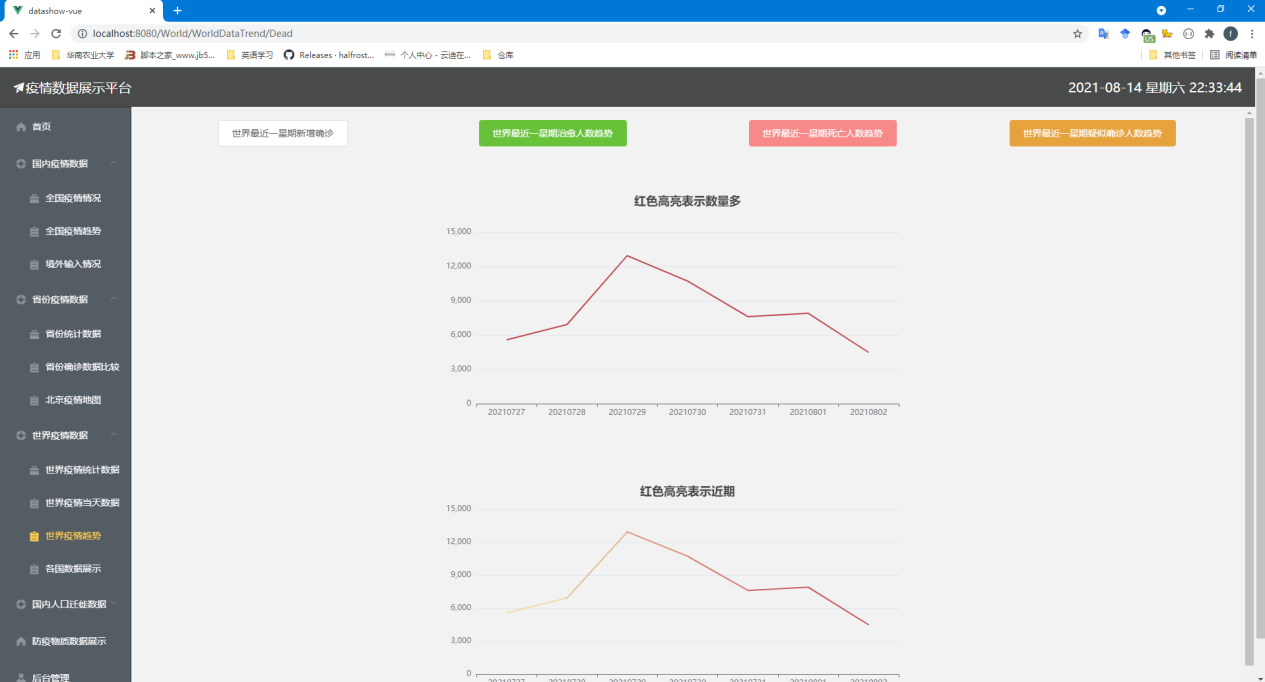 datashow-vue
localhost:8080/World/WorldDataTrend/Dead
应用 华南农业大学 脚本之家_www.jb5... 英语学习 Releases · halfrost... 个人中心 - 云迪在... 仓库 其他书签 阅读清单
疫情数据展示平台
2021-08-14 星期六 22:33:44
首页
国内疫情数据
全国疫情情况
全国疫情趋势
境外输入情况
省份疫情数据
省份统计数据
省份确诊数据比较
北京疫情地图
世界疫情数据
世界疫情统计数据
世界疫情当天数据
世界疫情趋势
各国数据展示
国内人口迁徙数据
防疫物质数据展示
后台管理
世界最近一星期新增确诊 世界最近一星期治愈人数趋势 世界最近一星期死亡人数趋势 世界最近一星期疑似确诊人数趋势
红色高亮表示数量多
15,000
12,000
9,000
6,000
3,000
0
20210727 20210728 20210729 20210730 20210731 20210801 20210802
红色高亮表示近期
15,000
12,000
9,000
6,000
3,000
0
20210727 20210728 20210729 20210730 20210731 20210801 20210802